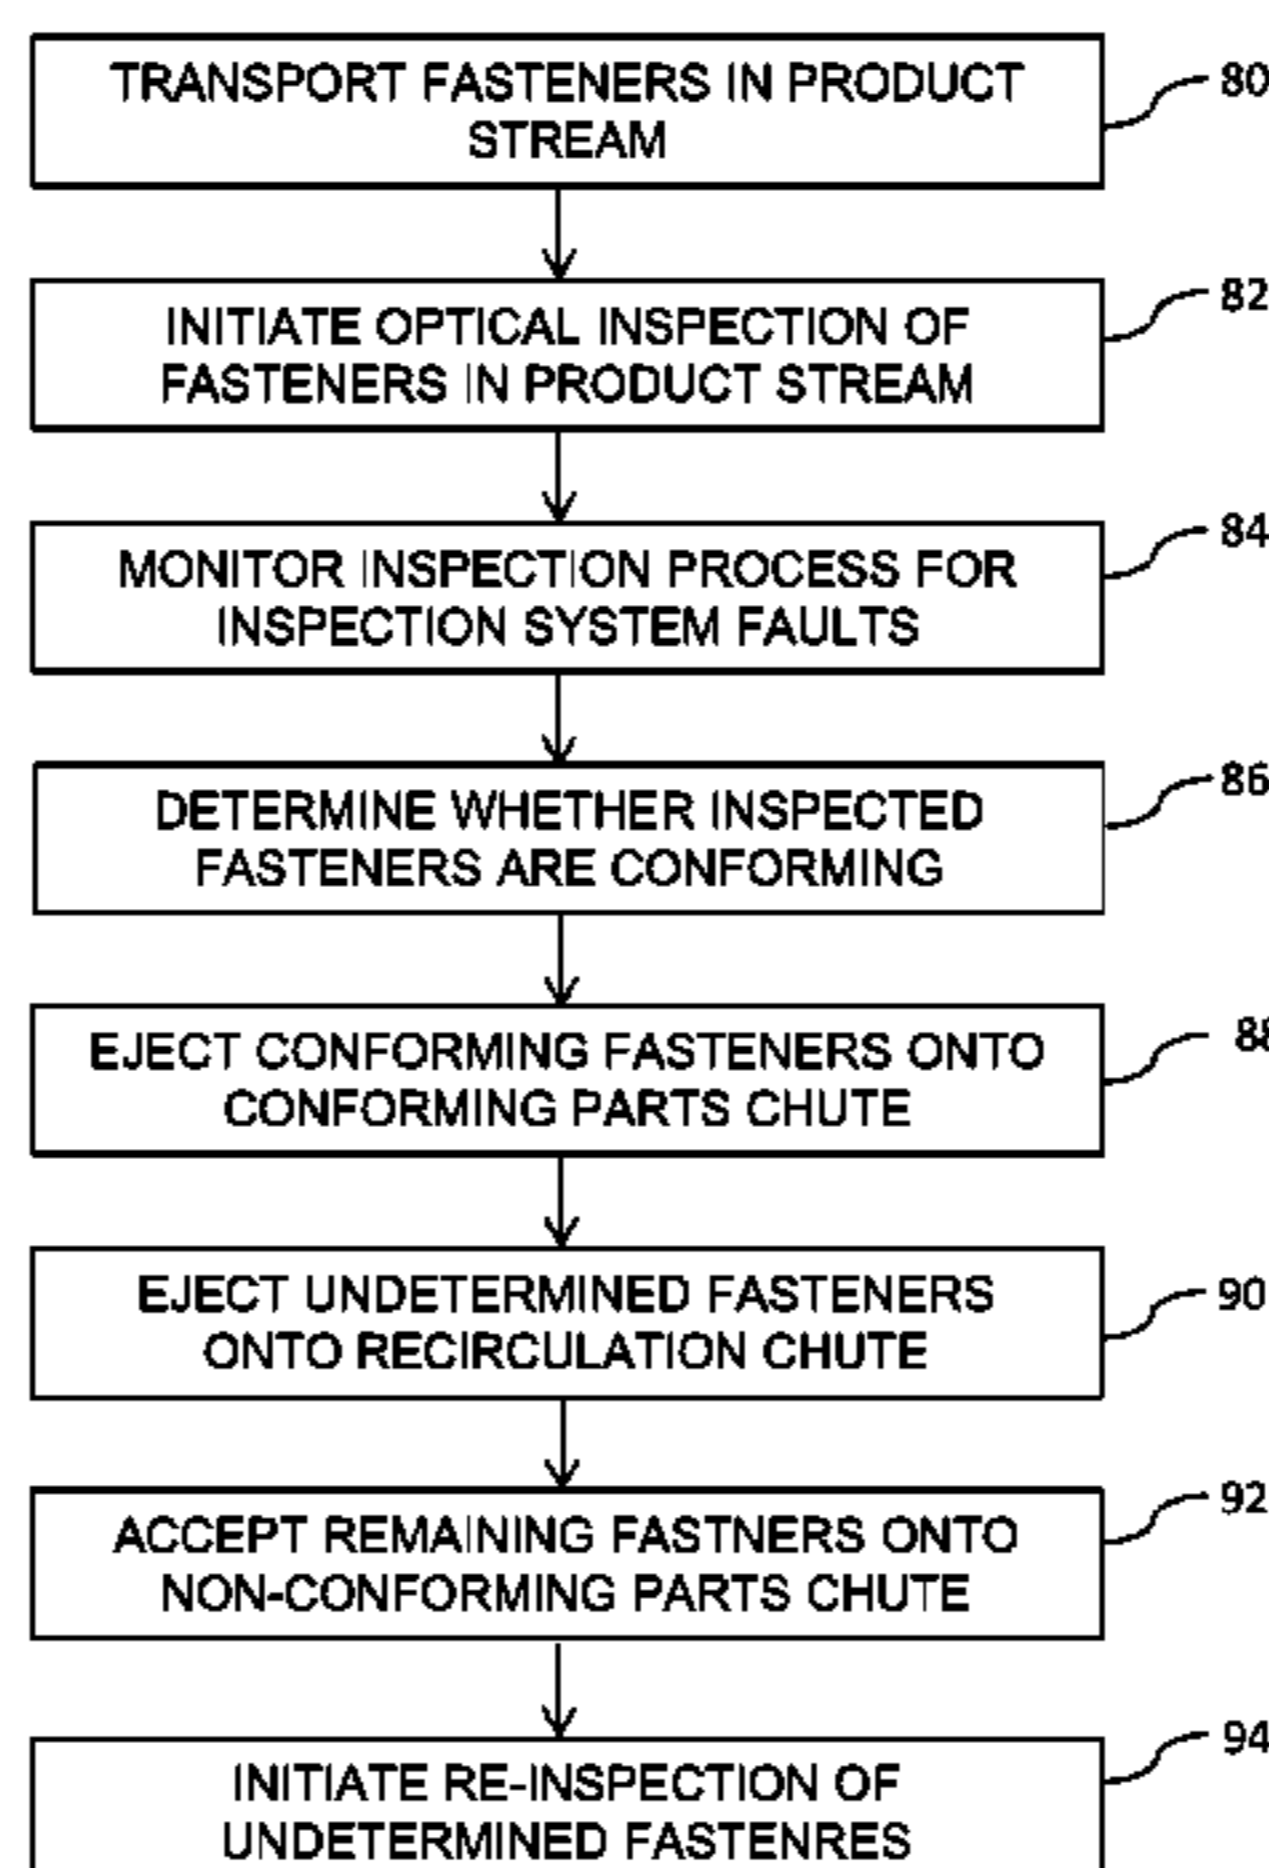 TRANSPORT FASTENERS IN PRODUCT
STREAM
80
INITIATE OPTICAL INSPECTION OF
FASTENERS IN PRODUCT STREAM
82
MONITOR INSPECTION PROCESS FOR
INSPECTION SYSTEM FAULTS
84
DETERMINE WHETHER INSPECTED
FASTENERS ARE CONFORMING
86
EJECT CONFORMING FASTENERS ONTO
CONFORMING PARTS CHUTE
88
EJECT UNDETERMINED FASTENERS
ONTO RECIRCULATION CHUTE
90
ACCEPT REMAINING FASTNERS ONTO
NON-CONFORMING PARTS CHUTE
92
INITIATE RE-INSPECTION OF
UNDETERMINED FASTENRES
94